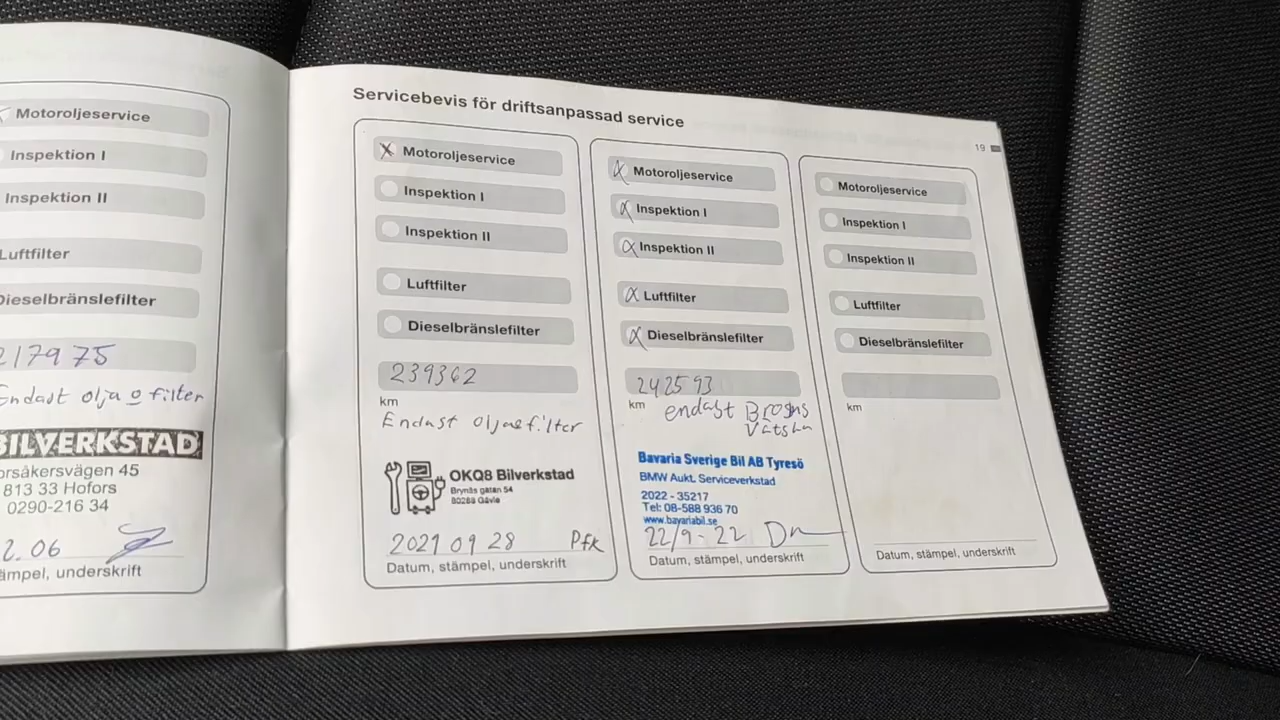 Motoroljeservice
Inspektion I
Inspektion II
Luftfilter
Dieselbränslefilter
217975
Endast olja o filter
BILVERKSTAD
813 33 Hofors
0290-216 34
2.06
underskrift
Servicebevis för driftsanpassad service
19
X Motoroljeservice
Inspektion I
Inspektion II
Luftfilter
Dieselbränslefilter
239362
km
Endast oljaefilter
OKQ8 Bilverkstad
Brynäs gatan 54
80268 Gävle
2021 09 28 Pfk
Datum, stämpel, underskrift
X Motoroljeservice
X Inspektion I
X Inspektion II
X Luftfilter
X Dieselbränslefilter
242593
km
endast Broms
Vätska
Bavaria Sverige Bil AB Tyresö
BMW Aukt. Serviceverkstad
2022 - 35217
Tel: 08-588 936 70
www.bavariabil.se
22/9-22
Datum, stämpel, underskrift
Motoroljeservice
Inspektion I
Inspektion II
Luftfilter
Dieselbränslefilter
km
Datum, stämpel, underskrift